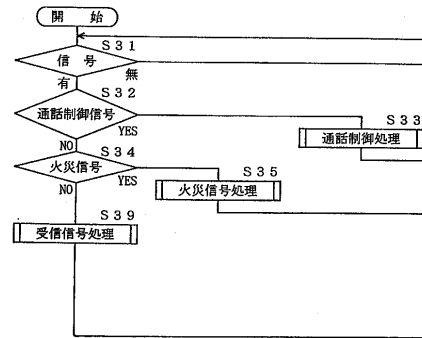 開 始
S31
信 号
無
有
S32
通話制御信号
YES
S33
通話制御処理
NO
S34
火災信号
YES
S35
火災信号処理
NO
S39
受信信号処理